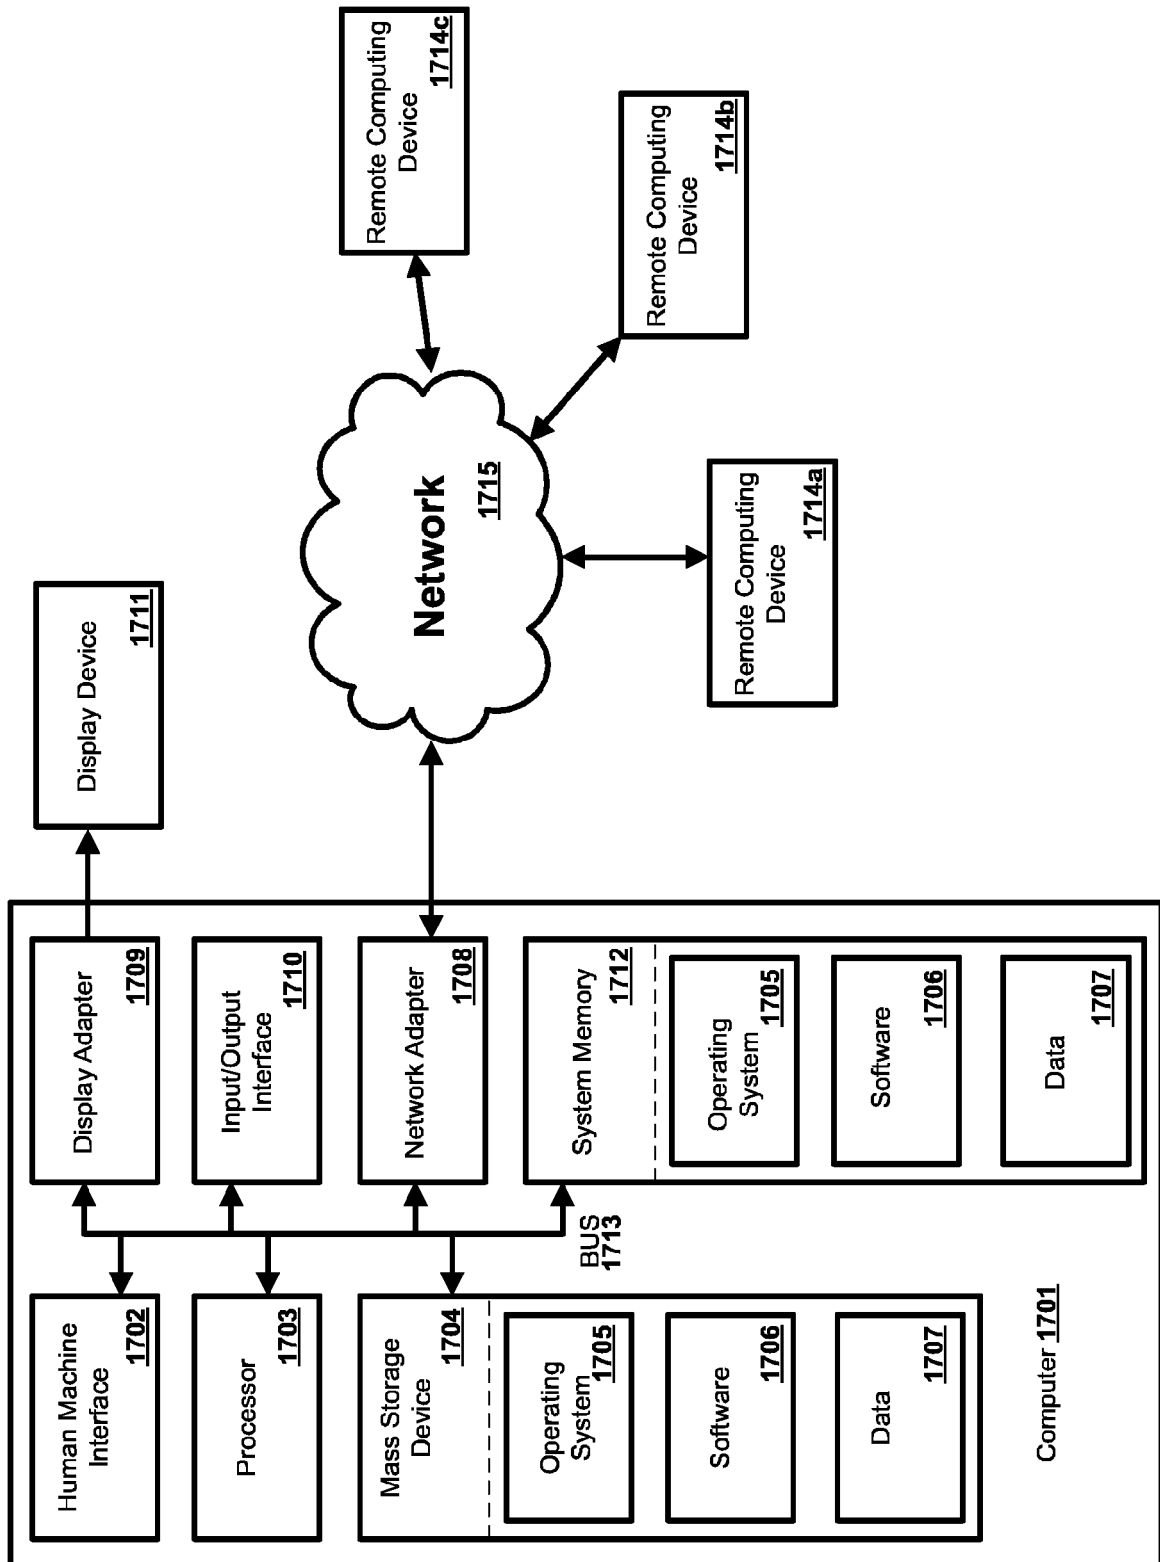 Human Machine
Interface
1702
Processor
1703
Mass Storage
Device
1704
Operating
System
1705
Software
1706
Data
1707
Computer 1701
BUS
1713
Display Adapter
1709
Input/Output
Interface
1710
Network Adapter
1708
System Memory
1712
Operating
System
1705
Software
1706
Data
1707
Display Device
1711
Network
1715
Remote Computing
Device
1714a
Remote Computing
Device
1714b
Remote Computing
Device
1714c